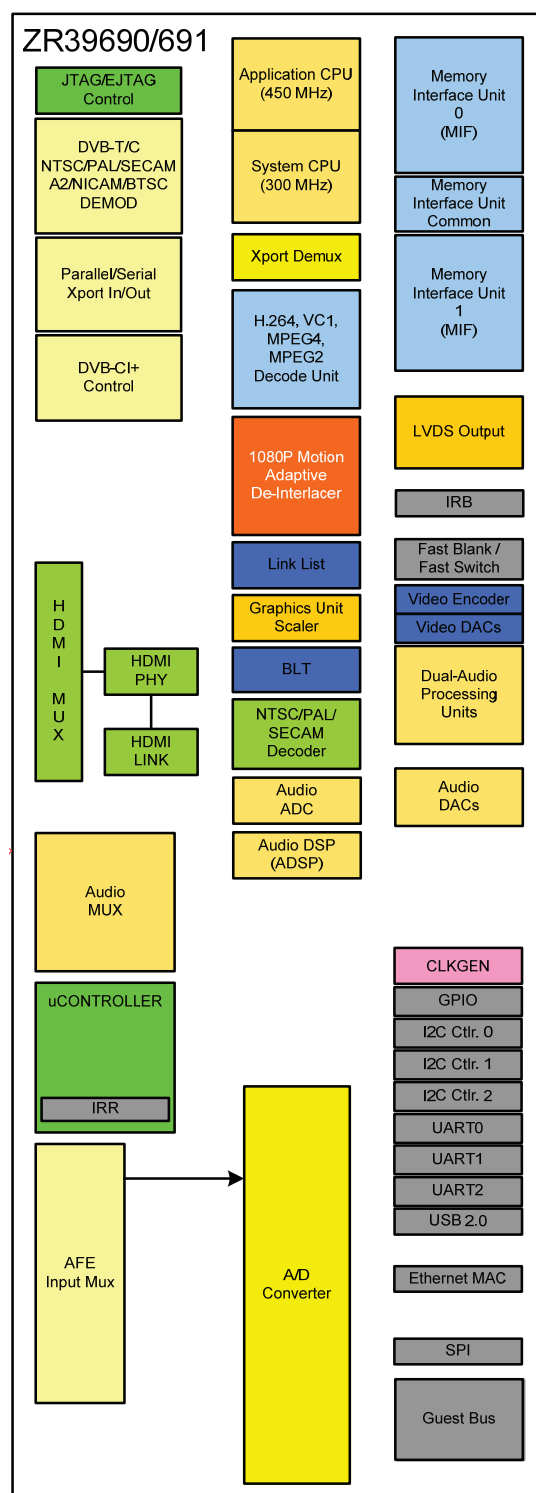 ZR39690/691
JTAG/EJTAG
Control
DVB-T/C
NTSC/PAL/SECAM
A2/NICAM/BTSC
DEMOD
Parallel/Serial
Xport In/Out
DVB-CI+
Control
HDMI MUX
HDMI
PHY
HDMI
LINK
Audio
MUX
uCONTROLLER
IRR
AFE
Input Mux
Application CPU
(450 MHz)
System CPU
(300 MHz)
Xport Demux
H.264, VC1,
MPEG4,
MPEG2
Decode Unit
1080P Motion
Adaptive
De-Interlacer
Link List
Graphics Unit
Scaler
BLT
NTSC/PAL/
SECAM
Decoder
Audio
ADC
Audio DSP
(ADSP)
A/D
Converter
Memory
Interface Unit
0
(MIF)
Memory
Interface Unit
Common
Memory
Interface Unit
1
(MIF)
LVDS Output
IRB
Fast Blank /
Fast Switch
Video Encoder
Video DACs
Dual-Audio
Processing
Units
Audio
DACs
CLKGEN
GPIO
I2C Ctlr. 0
I2C Ctlr. 1
I2C Ctlr. 2
UART0
UART1
UART2
USB 2.0
Ethernet MAC
SPI
Guest Bus